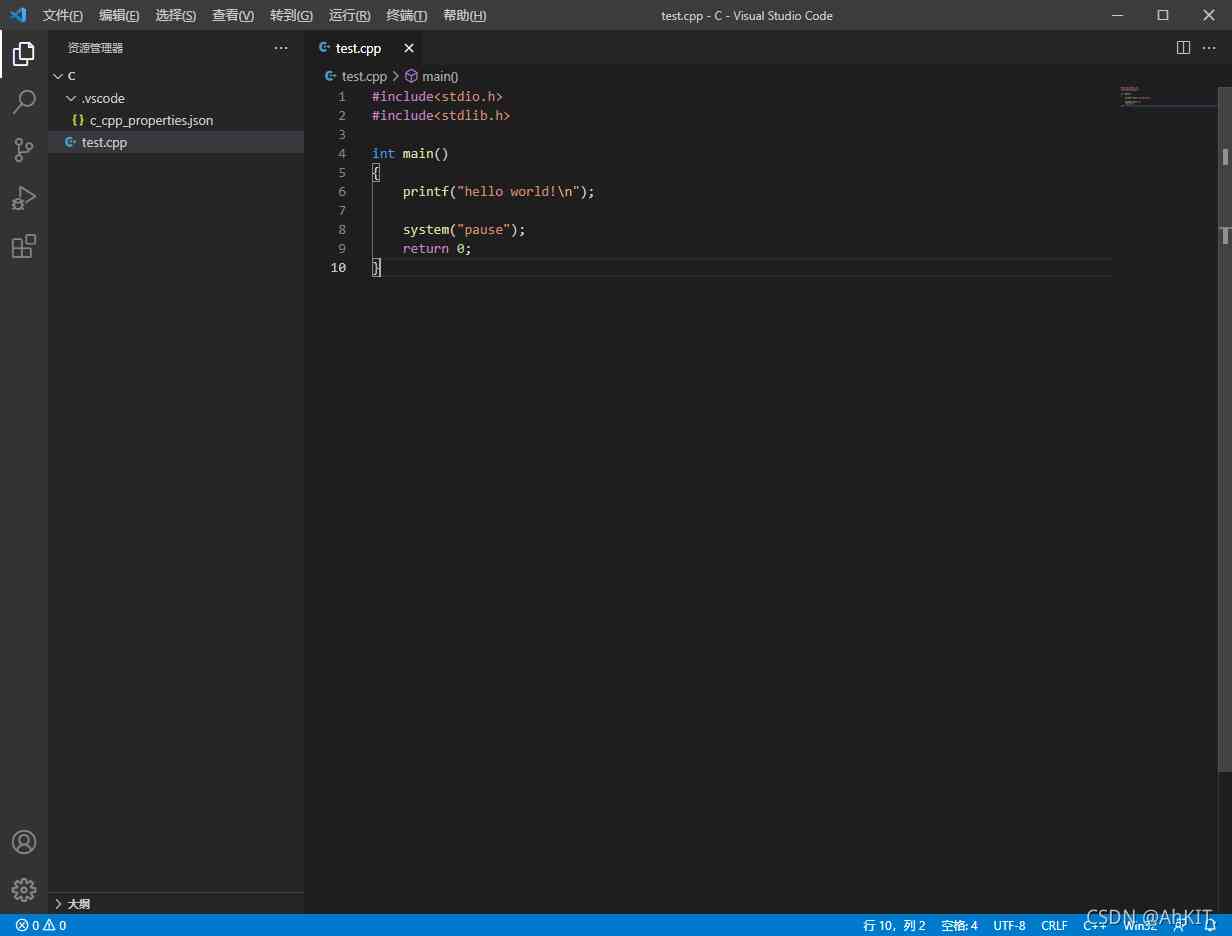 文件(F) 编辑(E) 选择(S) 查看(V) 转到(G) 运行(R) 终端(T) 帮助(H) test.cpp - C - Visual Studio Code
资源管理器
C
.vscode
{} c_cpp_properties.json
test.cpp
大纲
test.cpp
test.cpp > main()
1 #include<stdio.h>
2 #include<stdlib.h>
3
4 int main()
5 {
6 printf("hello world!\n");
7
8 system("pause");
9 return 0;
10 }
0 0 行 10，列 2 空格: 4 UTF-8 CRLF C++ Win32
CSDN @AhKIT